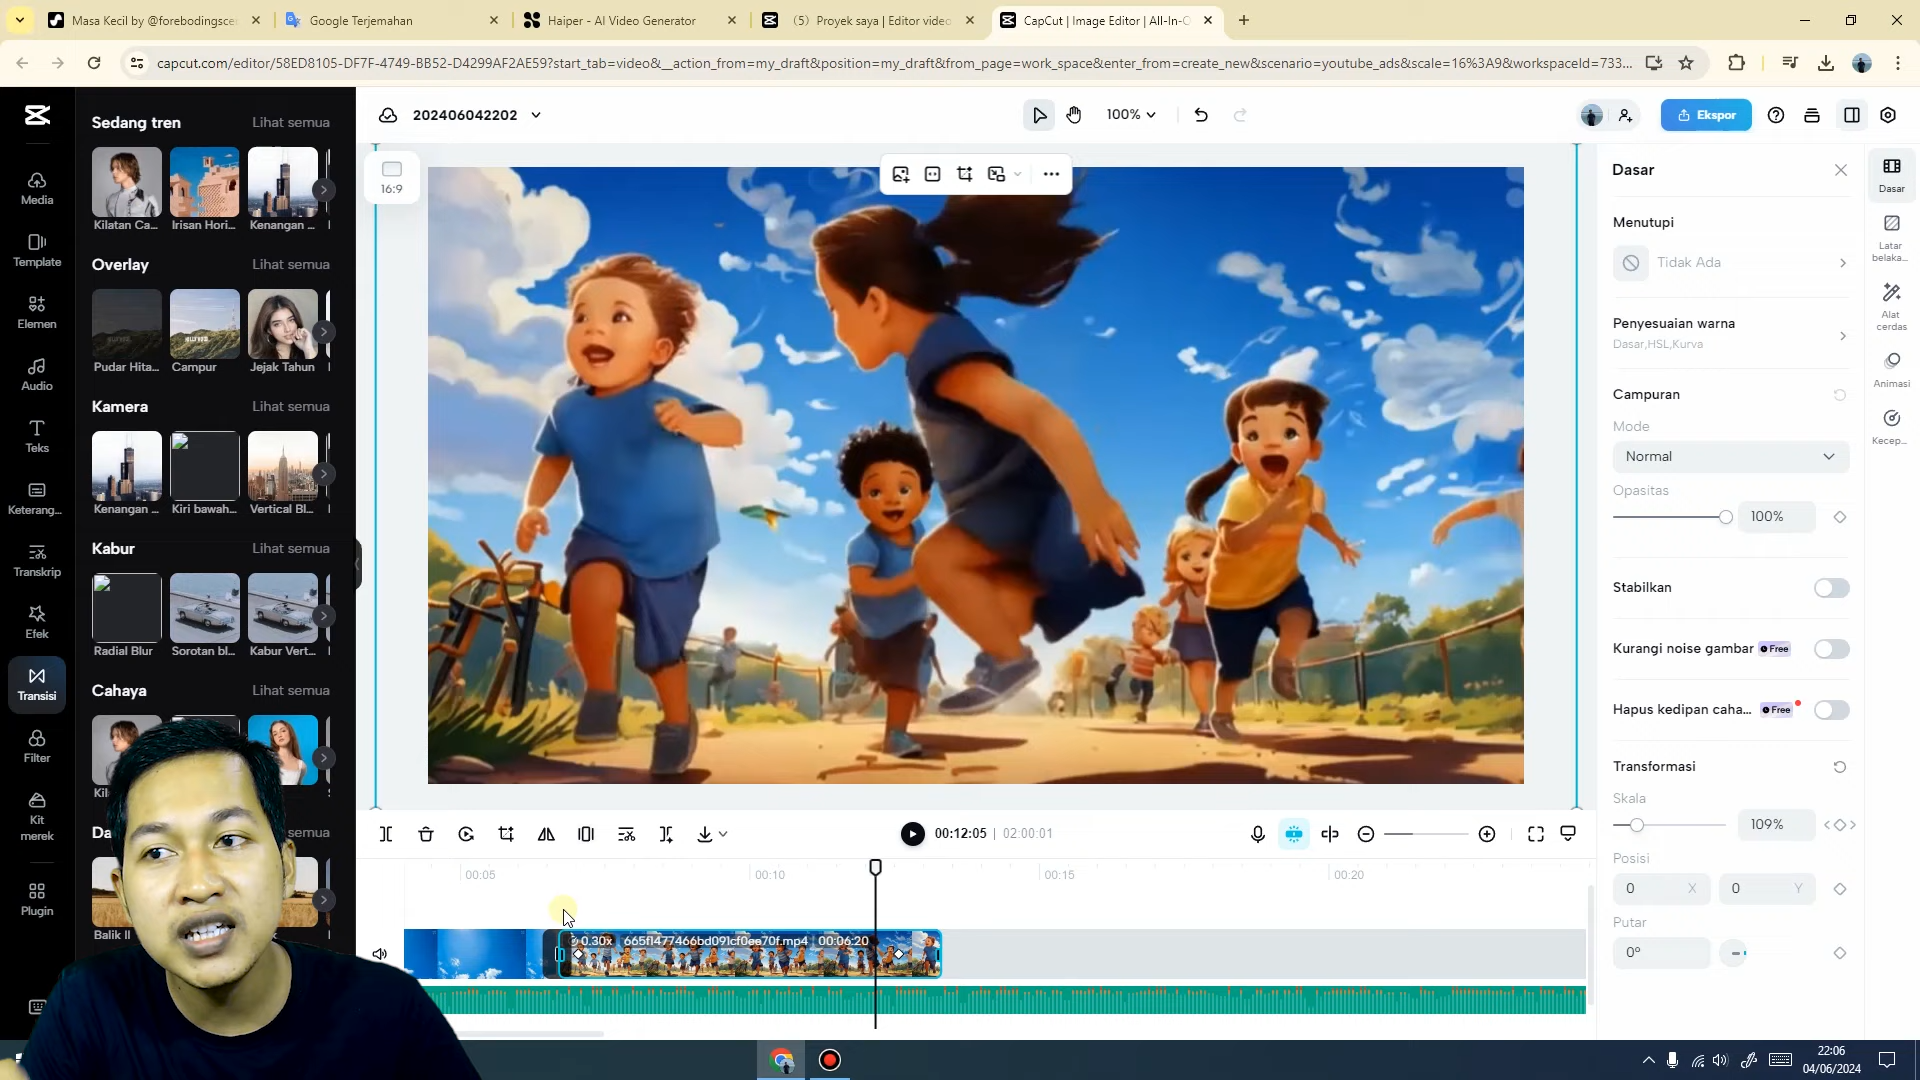 Masa Kecil by @forebodingsce
Google Terjemahan
Haiper - AI Video Generator
(5) Proyek saya | Editor video
CapCut | Image Editor | All-In-O
capcut.com/editor/58ED8105-DF7F-4749-BB52-D4299AF2AE59?start_tab=video&__action_from=my_draft&position=my_draft&from_page=work_space&enter_from=create_new&scenario=youtube_ads&scale=16%3A9&workspaceId=733...
202406042202
100%
Ekspor
Media
Template
Elemen
Audio
Teks
Keterang...
Transkrip
Efek
Transisi
Filter
Kit merek
Plugin
Sedang tren
Lihat semua
Kilatan Ca...
Irisan Hori...
Kenangan ...
Overlay
Lihat semua
Pudar Hita...
Campur
Jejak Tahun
Kamera
Lihat semua
Kenangan ...
Kiri bawah...
Vertical Bl...
Kabur
Lihat semua
Radial Blur
Sorotan bl...
Kabur Vert...
Cahaya
Lihat semua
semua
Balik II
16:9
Dasar
Menutupi
Tidak Ada
Penyesuaian warna
Dasar,HSL,Kurva
Campuran
Mode
Normal
Opasitas
100%
Stabilkan
Kurangi noise gambar
Free
Hapus kedipan caha...
Free
Transformasi
Skala
109%
Posisi
0 X
0 Y
Putar
0°
Dasar
Latar belaka...
Alat cerdas
Animasi
Kecep...
00:12:05 | 02:00:01
00:05
00:10
00:15
00:20
0.30x 665f1477466bd091cf0ee70f.mp4 00:06:20
22:06
04/06/2024